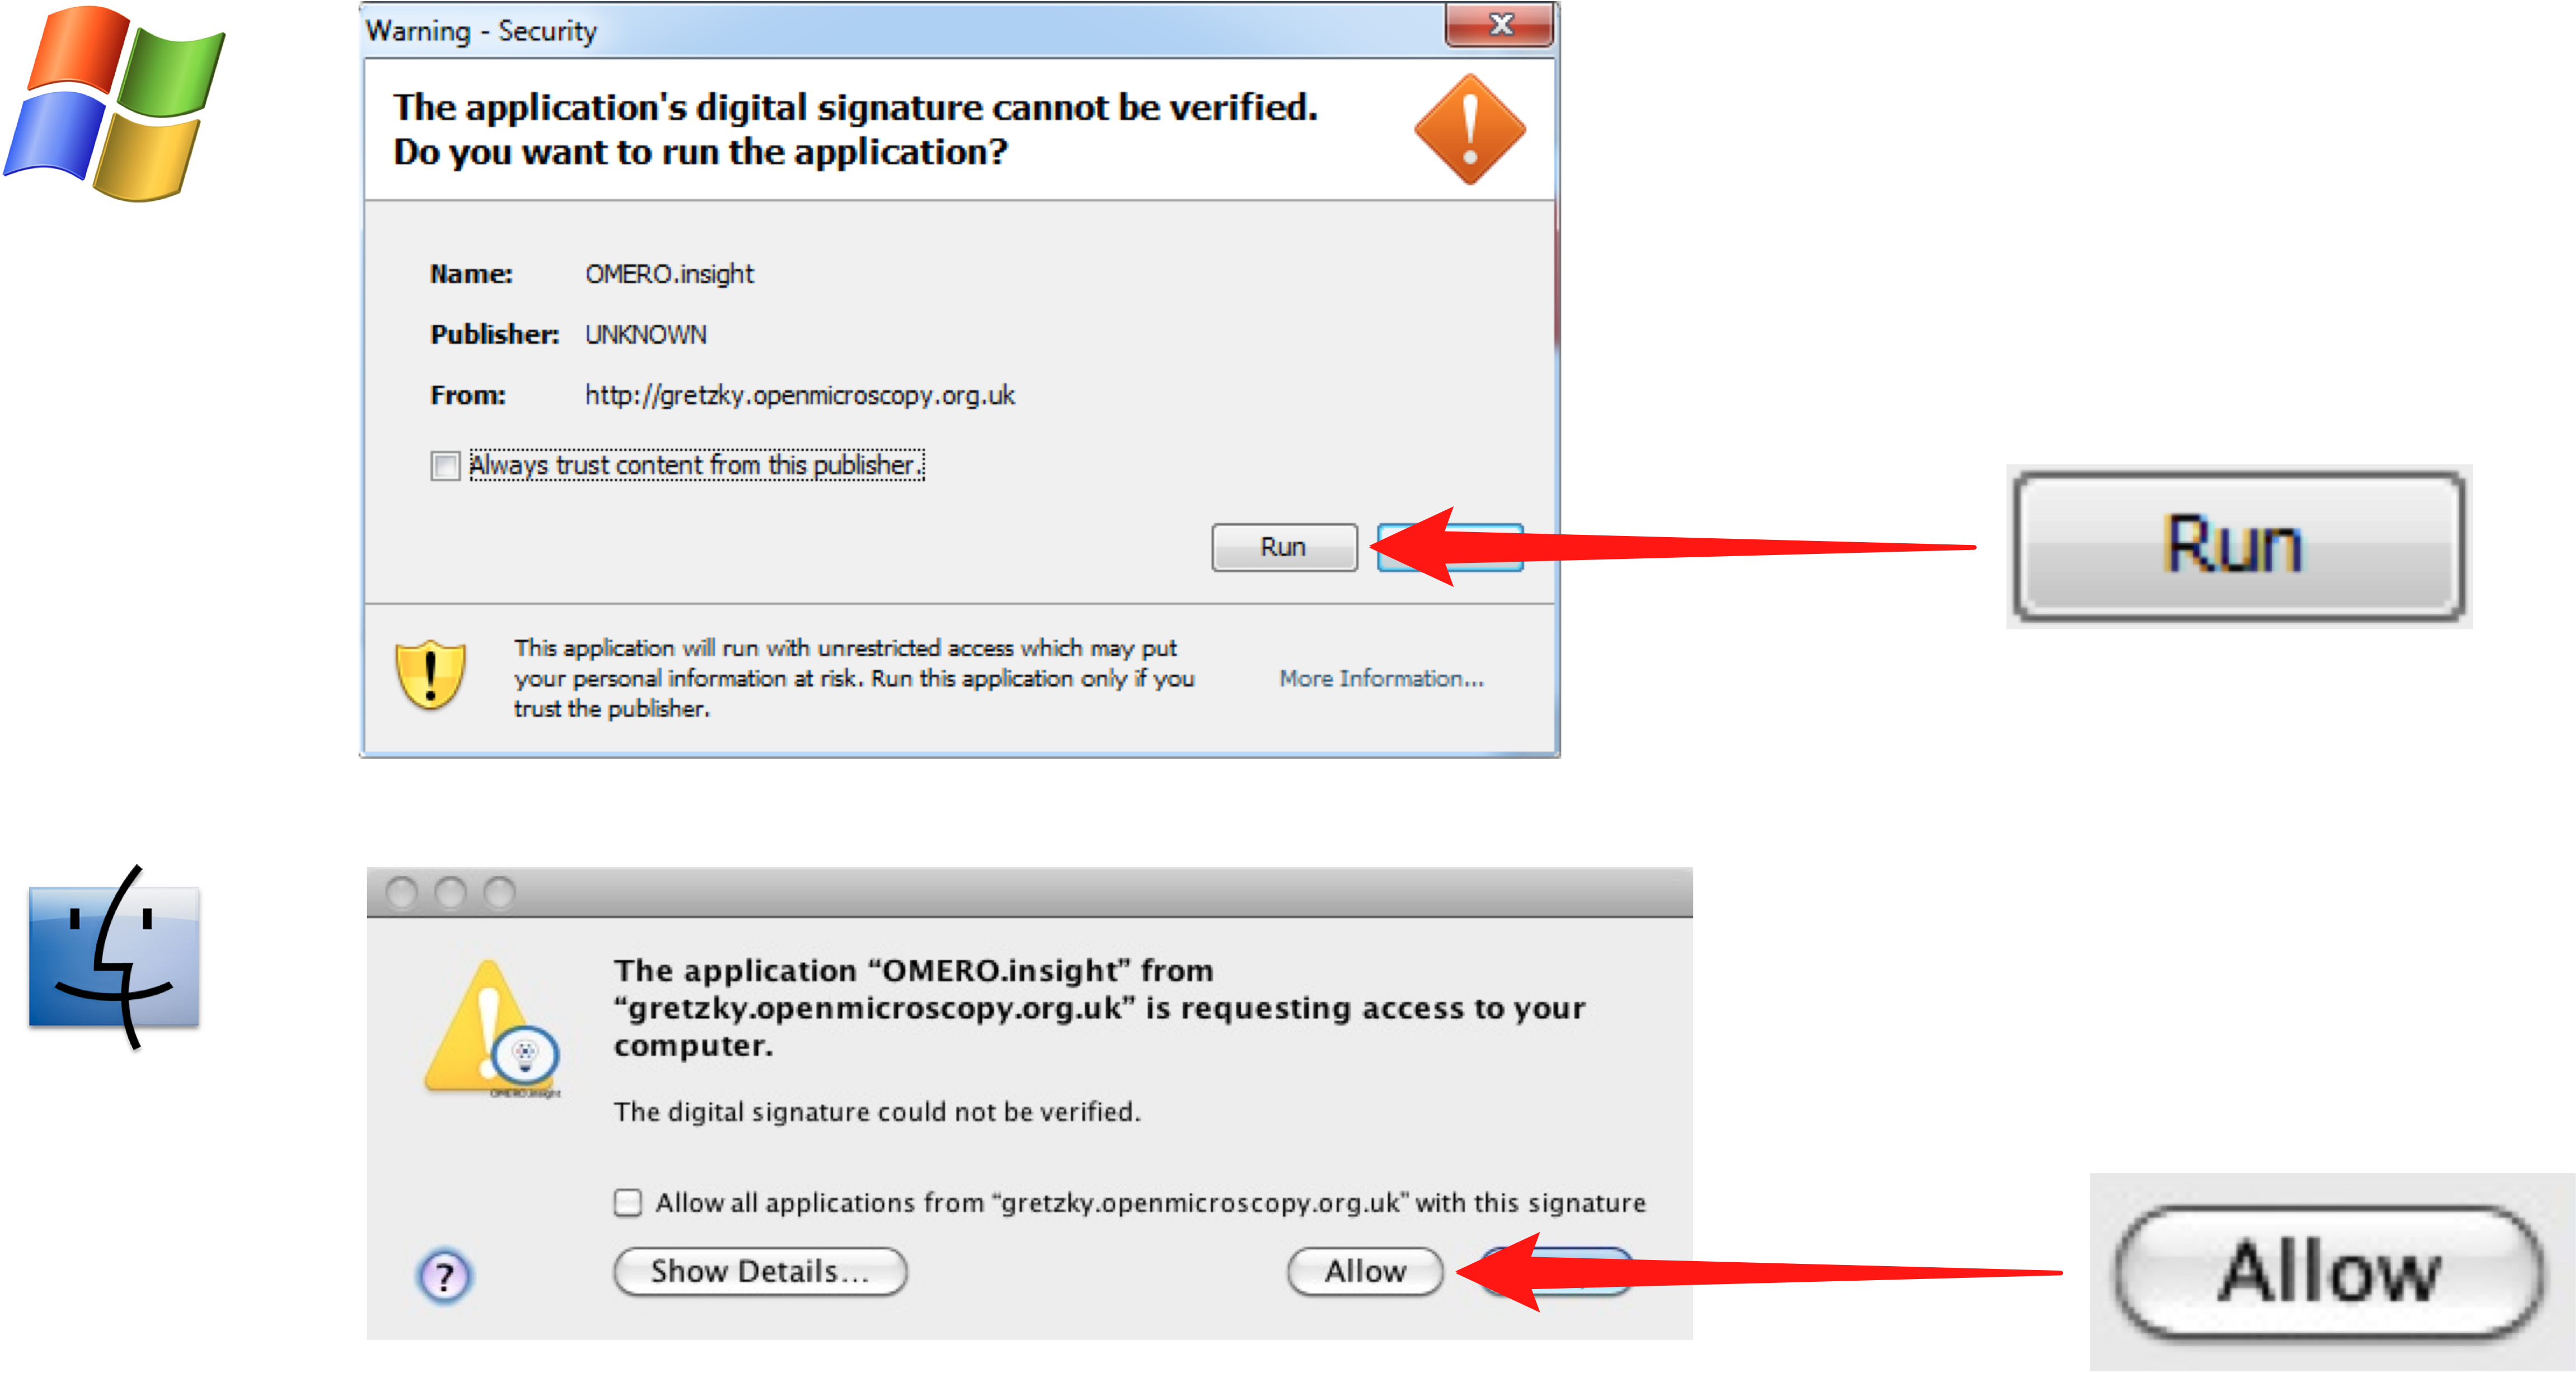 Warning - Security
The application's digital signature cannot be verified.
Do you want to run the application?
Name: OMERO.insight
Publisher: UNKNOWN
From: http://gretzky.openmicroscopy.org.uk
Always trust content from this publisher.
Run
Run
This application will run with unrestricted access which may put
your personal information at risk. Run this application only if you
trust the publisher.
More Information...
The application “OMERO.insight” from
“gretzky.openmicroscopy.org.uk” is requesting access to your
computer.
OMERO.insight
The digital signature could not be verified.
Allow all applications from “gretzky.openmicroscopy.org.uk” with this signature
?
Show Details...
Allow
Allow